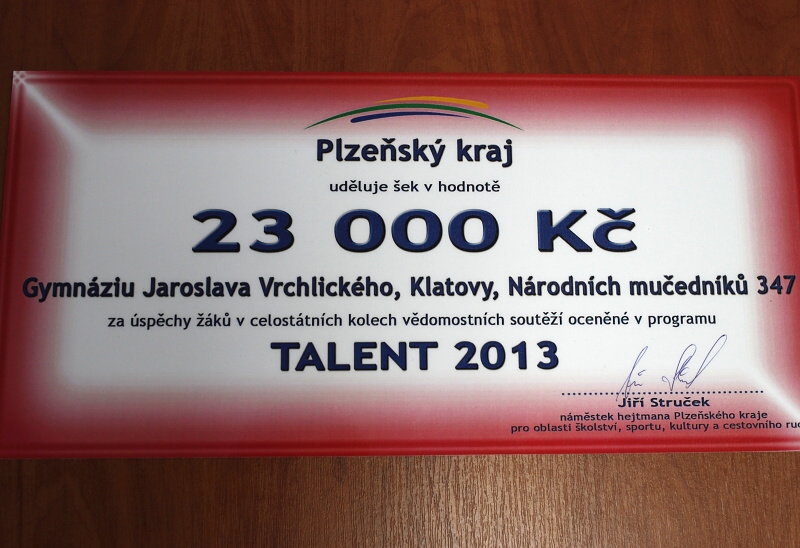 Plzeňský kraj
uděluje šek v hodnotě
23 000 Kč
Gymnáziu Jaroslava Vrchlického, Klatovy, Národních mučedníků 347
za úspěchy žáků v celostátních kolech vědomostních soutěží oceněné v programu
TALENT 2013
Jiří Struček
náměstek hejtmana Plzeňského kraje
pro oblasti školství, sportu, kultury a cestovního